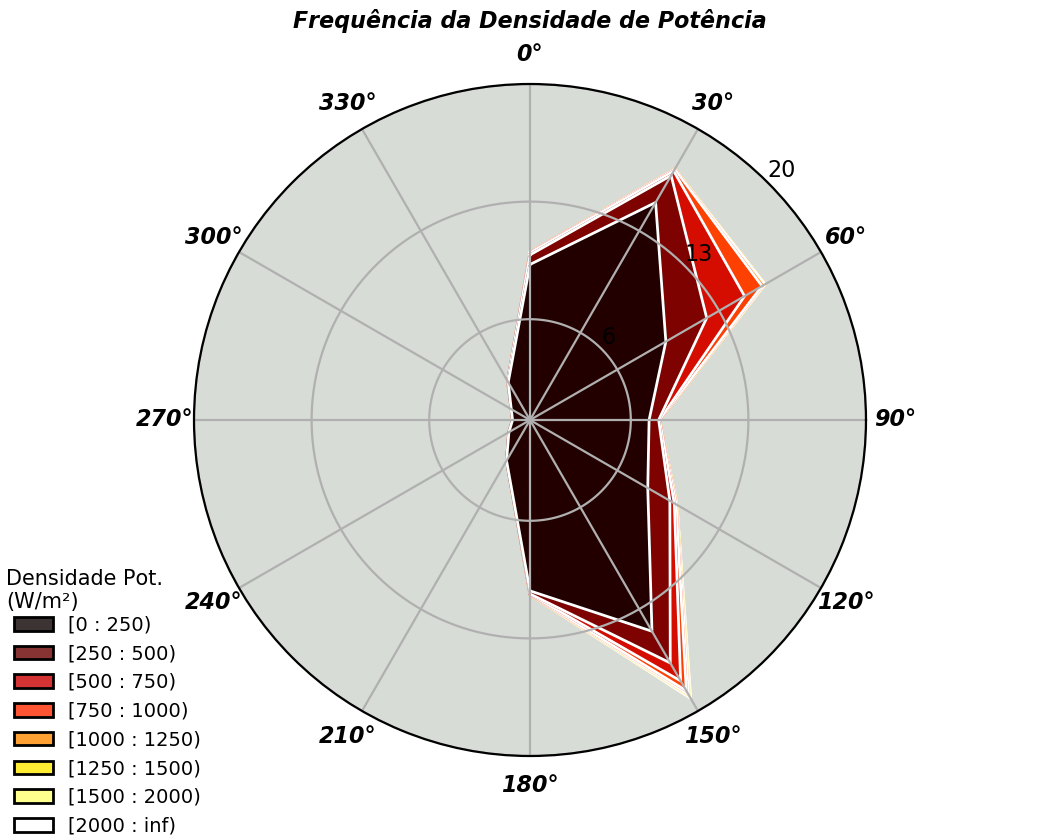 Frequência da Densidade de Potência
0°
330°
30°
20
300°
60°
13
6
270°
90°
Densidade Pot.
(W/m²)
240°
120°
[0 : 250)
[250 : 500)
[500 : 750)
[750 : 1000)
210°
150°
[1000 : 1250)
[1250 : 1500)
180°
[1500 : 2000)
[2000 : inf)